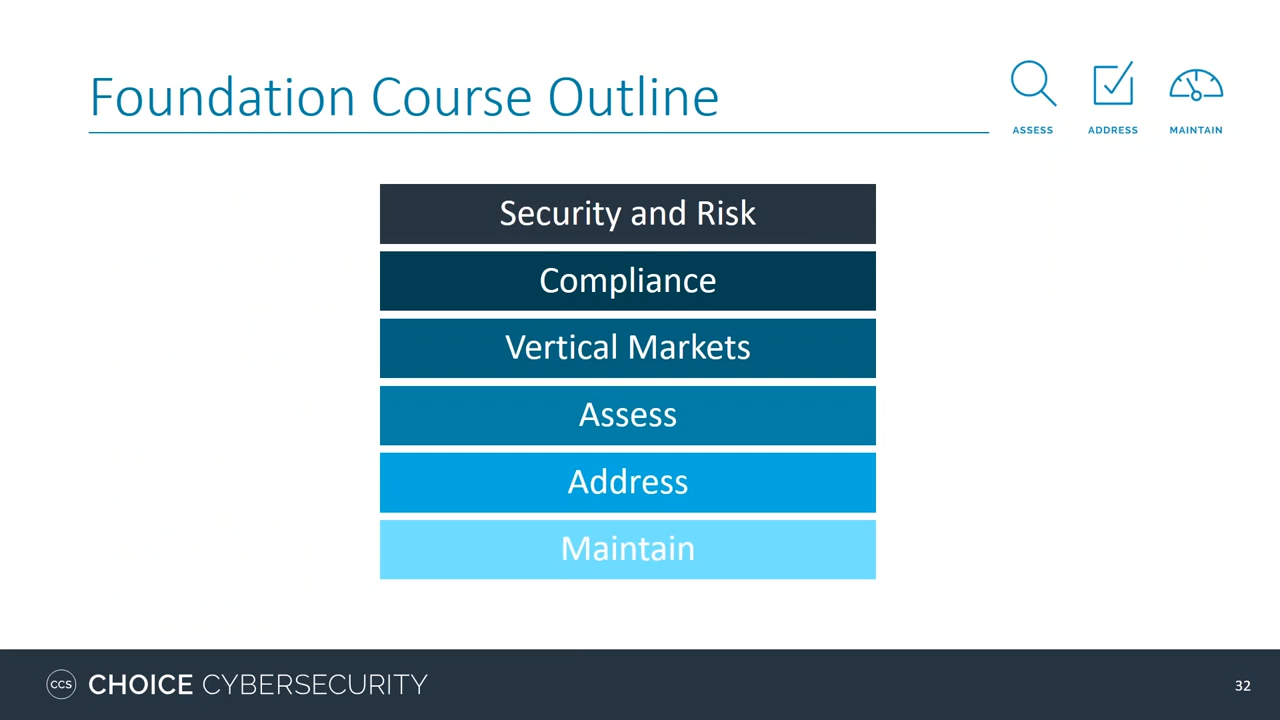 Foundation Course Outline
ASSESS
ADDRESS
MAINTAIN
Security and Risk
Compliance
Vertical Markets
Assess
Address
Maintain
CCS CHOICE CYBERSECURITY
32